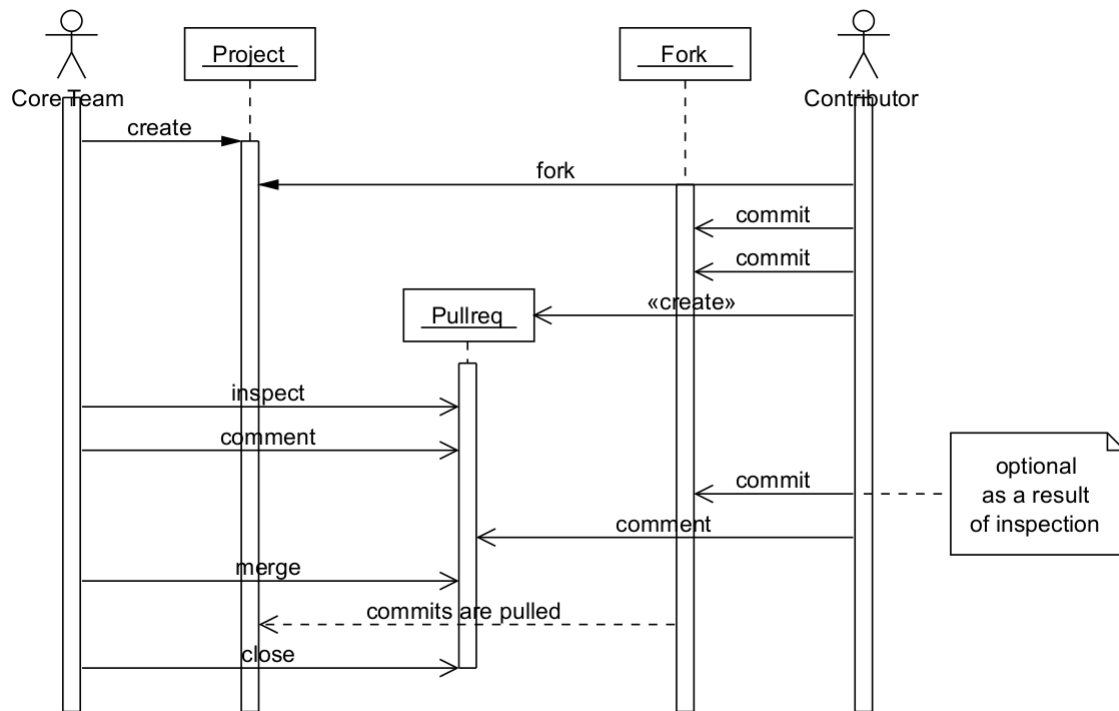 Project
Fork
Core Team
Contributor
create
fork
commit
commit
«create»
Pullreq
inspect
comment
optional
as a result
of inspection
commit
comment
merge
commits are pulled
close